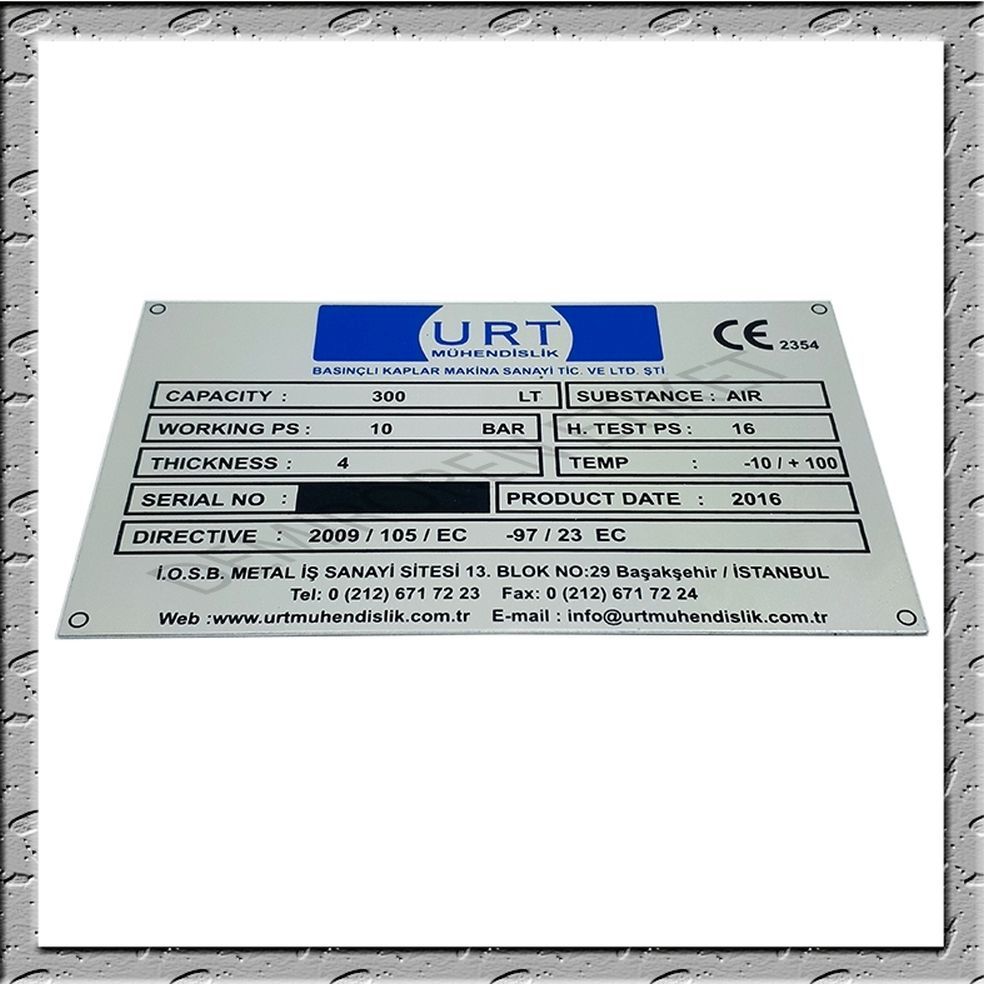 URT
MÜHENDİSLİK
CE 2354
BASINÇLI KAPLAR MAKİNA SANAYİ TİC. VE LTD. ŞTİ
CAPACITY : 300 LT SUBSTANCE : AIR
WORKING PS : 10 BAR H. TEST PS : 16
THICKNESS : 4 TEMP : -10 / + 100
SERIAL NO : PRODUCT DATE : 2016
DIRECTIVE : 2009 / 105 / EC -97 / 23 EC
İ.O.S.B. METAL İŞ SANAYİ SİTESİ 13. BLOK NO:29 Başakşehir / İSTANBUL
Tel: 0 (212) 671 72 23 Fax: 0 (212) 671 72 24
Web :www.urtmuhendislik.com.tr E-mail : info@urtmuhendislik.com.tr